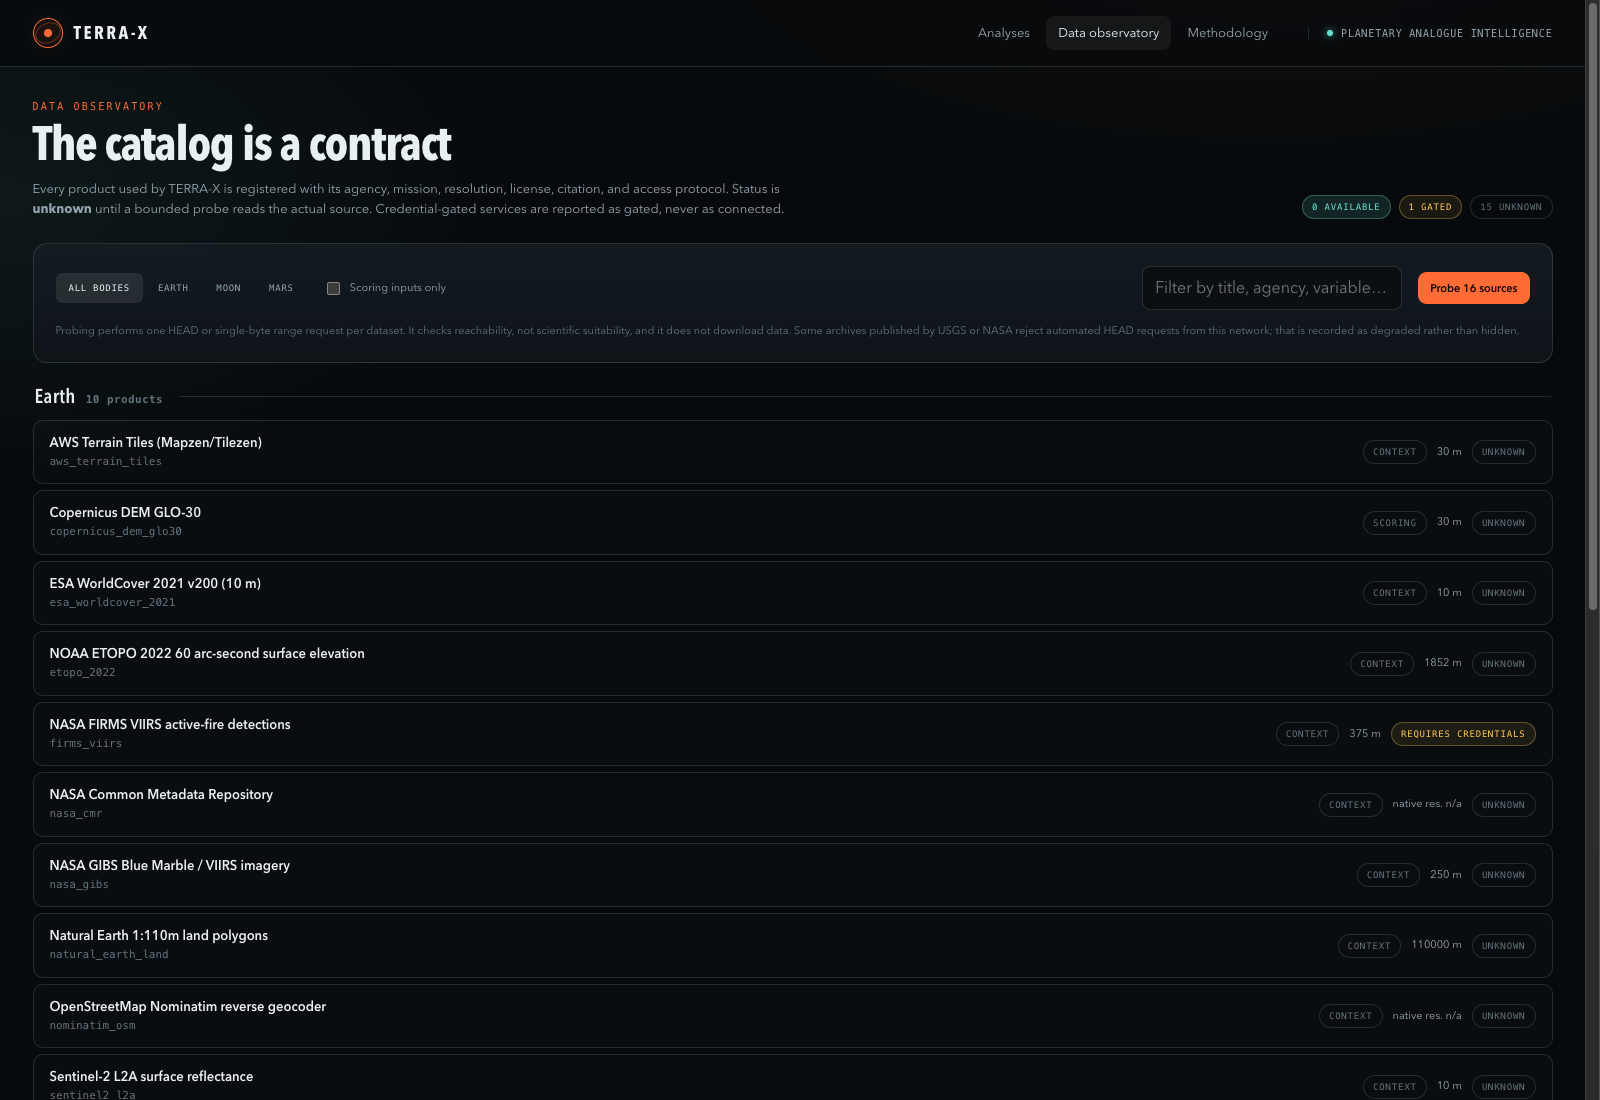 TERRA-X
Analyses
Data observatory
Methodology
PLANETARY ANALOGUE INTELLIGENCE
DATA OBSERVATORY
The catalog is a contract
Every product used by TERRA-X is registered with its agency, mission, resolution, license, citation, and access protocol. Status is
unknown until a bounded probe reads the actual source. Credential-gated services are reported as gated, never as connected.
0 AVAILABLE
1 GATED
15 UNKNOWN
ALL BODIES
EARTH
MOON
MARS
Scoring inputs only
Filter by title, agency, variable…
Probe 16 sources
Probing performs one HEAD or single-byte range request per dataset. It checks reachability, not scientific suitability, and it does not download data. Some archives published by USGS or NASA reject automated HEAD requests from this network; that is recorded as degraded rather than hidden.
Earth 10 products
AWS Terrain Tiles (Mapzen/Tilezen)
aws_terrain_tiles
CONTEXT 30 m UNKNOWN
Copernicus DEM GLO-30
copernicus_dem_glo30
SCORING 30 m UNKNOWN
ESA WorldCover 2021 v200 (10 m)
esa_worldcover_2021
CONTEXT 10 m UNKNOWN
NOAA ETOPO 2022 60 arc-second surface elevation
etopo_2022
CONTEXT 1852 m UNKNOWN
NASA FIRMS VIIRS active-fire detections
firms_viirs
CONTEXT 375 m REQUIRES CREDENTIALS
NASA Common Metadata Repository
nasa_cmr
CONTEXT native res. n/a UNKNOWN
NASA GIBS Blue Marble / VIIRS imagery
nasa_gibs
CONTEXT 250 m UNKNOWN
Natural Earth 1:110m land polygons
natural_earth_land
CONTEXT 110000 m UNKNOWN
OpenStreetMap Nominatim reverse geocoder
nominatim_osm
CONTEXT native res. n/a UNKNOWN
Sentinel-2 L2A surface reflectance
sentinel2_l2a
CONTEXT 10 m UNKNOWN